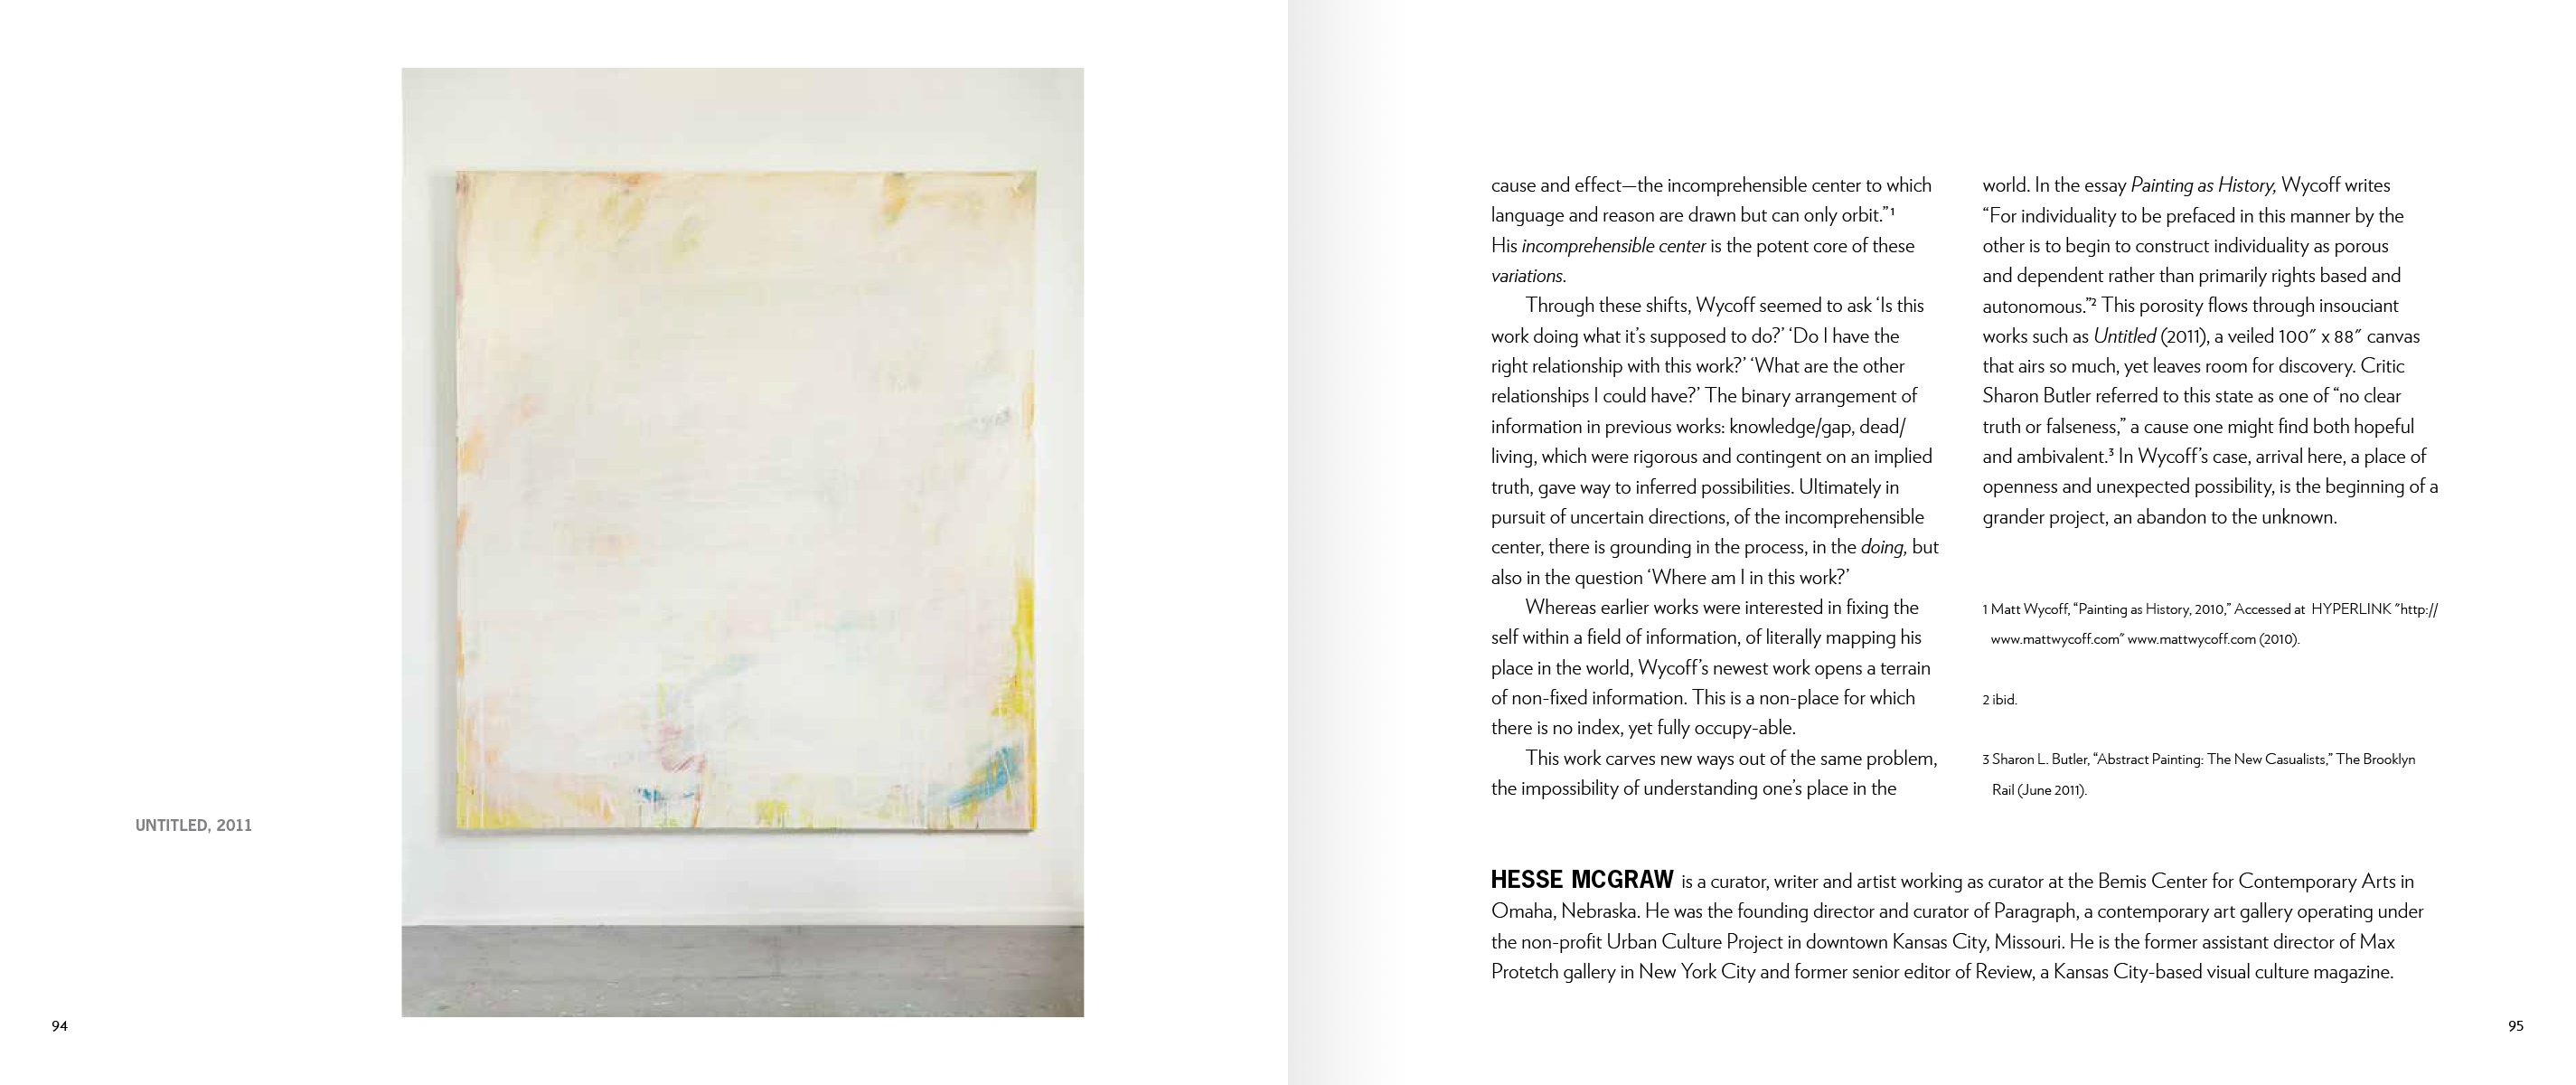 UNTITLED, 2011
94
cause and effect—the incomprehensible center to which
language and reason are drawn but can only orbit.”1
His incomprehensible center is the potent core of these
variations.
Through these shifts, Wycoff seemed to ask ‘Is this
work doing what it’s supposed to do?’ ‘Do I have the
right relationship with this work?’ ‘What are the other
relationships I could have?’ The binary arrangement of
information in previous works: knowledge/gap, dead/
living, which were rigorous and contingent on an implied
truth, gave way to inferred possibilities. Ultimately in
pursuit of uncertain directions, of the incomprehensible
center, there is grounding in the process, in the doing, but
also in the question ‘Where am I in this work?’
Whereas earlier works were interested in fixing the
self within a field of information, of literally mapping his
place in the world, Wycoff’s newest work opens a terrain
of non-fixed information. This is a non-place for which
there is no index, yet fully occupy-able.
This work carves new ways out of the same problem,
the impossibility of understanding one’s place in the
world. In the essay Painting as History, Wycoff writes
“For individuality to be prefaced in this manner by the
other is to begin to construct individuality as porous
and dependent rather than primarily rights based and
autonomous.”2 This porosity flows through insouciant
works such as Untitled (2011), a veiled 100" x 88" canvas
that airs so much, yet leaves room for discovery. Critic
Sharon Butler referred to this state as one of “no clear
truth or falseness,” a cause one might find both hopeful
and ambivalent.3 In Wycoff’s case, arrival here, a place of
openness and unexpected possibility, is the beginning of a
grander project, an abandon to the unknown.
1 Matt Wycoff, “Painting as History, 2010,” Accessed at HYPERLINK "http://
www.mattwycoff.com" www.mattwycoff.com (2010).
2 ibid.
3 Sharon L. Butler, “Abstract Painting: The New Casualists,” The Brooklyn
Rail (June 2011).
HESSE MCGRAW is a curator, writer and artist working as curator at the Bemis Center for Contemporary Arts in
Omaha, Nebraska. He was the founding director and curator of Paragraph, a contemporary art gallery operating under
the non-profit Urban Culture Project in downtown Kansas City, Missouri. He is the former assistant director of Max
Protetch gallery in New York City and former senior editor of Review, a Kansas City-based visual culture magazine.
95